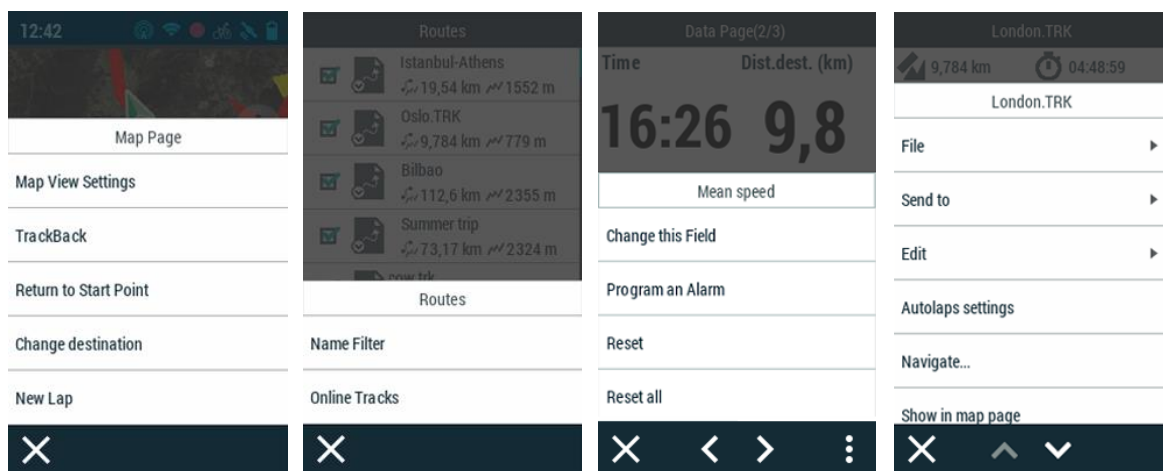 12:42
Map Page
Map View Settings
TrackBack
Return to Start Point
Change destination
New Lap
Routes
Istanbul-Athens
19,54 km 1552 m
Oslo.TRK
9,784 km 779 m
Bilbao
112,6 km 2355 m
Summer trip
73,17 km 2324 m
cow.trk
Routes
Name Filter
Online Tracks
Data Page(2/3)
Time Dist.dest. (km)
16:26 9,8
Mean speed
Change this Field
Program an Alarm
Reset
Reset all
London.TRK
9,784 km 04:48:59
London.TRK
File
Send to
Edit
Autolaps settings
Navigate...
Show in map page